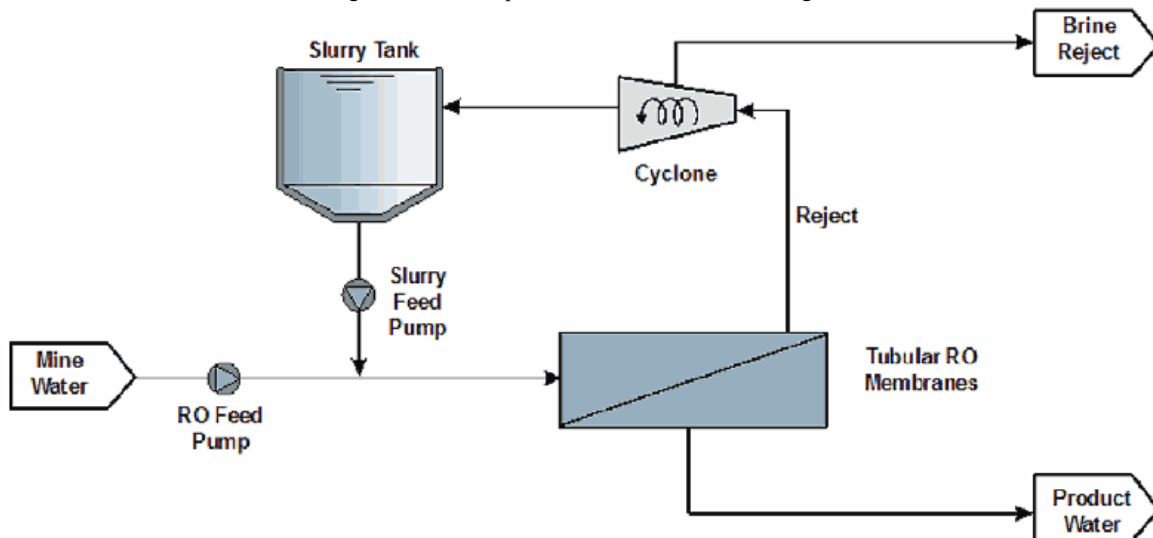 Brine
Reject
Slurry Tank
Cyclone
Reject
Slurry
Feed
Pump
Mine
Water
RO Feed
Pump
Tubular RO
Membranes
Product
Water